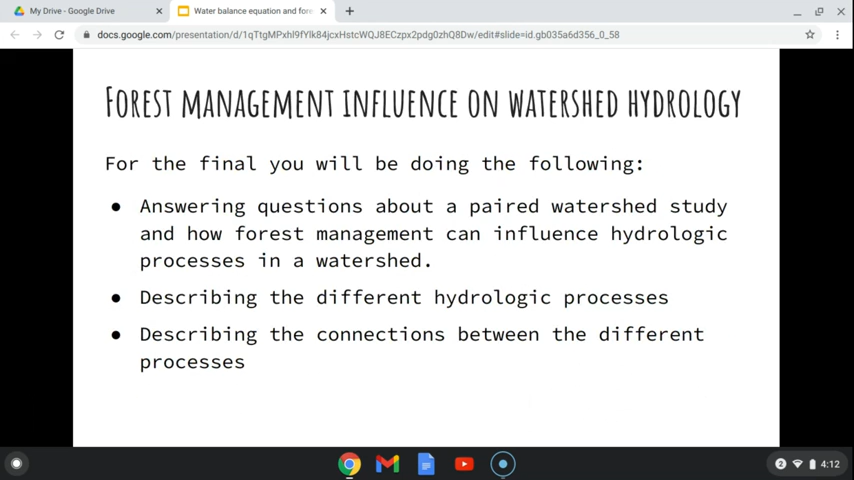 My Drive - Google Drive
Water balance equation and fore
docs.google.com/presentation/d/1qTtgMPxhl9fYlk84jcxHstcWQJ8ECzpx2pdg0zhQ8Dw/edit#slide=id.gb035a6d356_0_58
Forest management influence on watershed hydrology
For the final you will be doing the following:
● Answering questions about a paired watershed study
and how forest management can influence hydrologic
processes in a watershed.
● Describing the different hydrologic processes
● Describing the connections between the different
processes
2 4:12